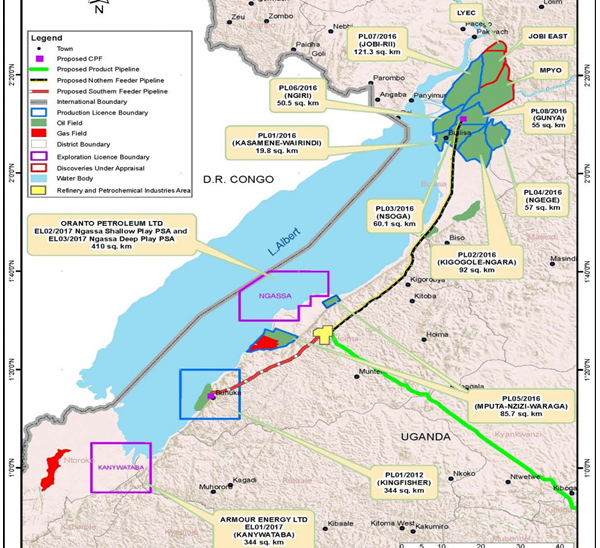 N
LYEC
Zeu
Zombo
Neb
Paidha
Goli
Lolim
PL07/2016
(JOBI-RII)
121.3 sq. km
JOBI EAST
MPYO
Legend
Town
Proposed CPF
Proposed Product Pipeline
Proposed Nothern Feeder Pipeline
Proposed Southern Feeder Pipeline
International Boundary
Production Licence Boundary
Oil Field
Gas Field
District Boundary
Exploration Licence Boundary
Discoveries Under Appraisal
Water Body
Refinery and Petrochemical Industries Area
Parombo
Angaba
Panyimur
PL06/2016
(NGIRI)
50.5 sq. km
PL08/2016
(GUNYA)
55 sq. km
PL01/2016
(KASAMENE-WAIRINDI)
19.8 sq. km
Buliisa
D.R. CONGO
PL03/2016
(NSOGA)
60.1 sq. km
PL04/2016
(NGEGE)
57 sq. km
ORANTO PETROLEUM LTD
EL02/2017 Ngassa Shallow Play PSA and
EL03/2017 Ngassa Deep Play PSA
410 sq. km
L.Albert
Biso
PL02/2016
(KIGOGOLE-NGARA)
92 sq. km
Masindi
NGASSA
Kigorobya
Kitoba
Hoima
Munte
PL05/2016
(MPUTA-NZIZI-WARAGA)
85.7 sq. km
Buhuka
UGANDA
Kyankwanzi
Ntoroko
KANYWATABA
PL01/2012
(KINGFISHER)
344 sq. km
Kagadi
Muhororo
Nkoko
Ntwetwe
Kiboga
ARMOUR ENERGY LTD
EL01/2017
(KANYWATABA)
344 sq. km
Kibaale
Kitoma West
Kakumiro
0 5 10 20 30 40
2°20'0"N
2°0'0"N
1°40'0"N
1°20'0"N
1°0'0"N